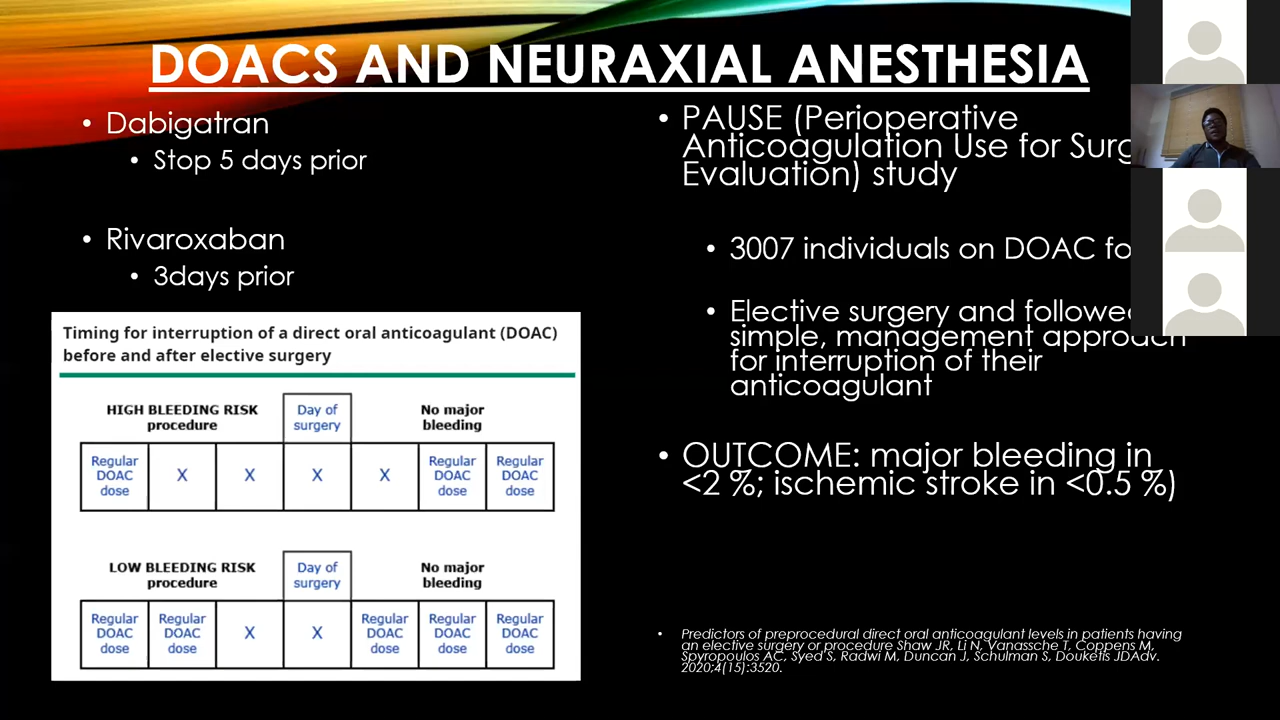 DOACS AND NEURAXIAL ANESTHESIA
• Dabigatran
• Stop 5 days prior
• Rivaroxaban
• 3days prior
Timing for interruption of a direct oral anticoagulant (DOAC)
before and after elective surgery
HIGH BLEEDING RISK
procedure
Day of
surgery
No major
bleeding
Regular
DOAC
dose
X
X
X
X
Regular
DOAC
dose
Regular
DOAC
dose
LOW BLEEDING RISK
procedure
Day of
surgery
No major
bleeding
Regular
DOAC
dose
Regular
DOAC
dose
X
X
Regular
DOAC
dose
Regular
DOAC
dose
Regular
DOAC
dose
• PAUSE (Perioperative
Anticoagulation Use for
Evaluation) study
• 3007 individuals on DOAC
• Elective surgery and
simple, management approach
for interruption of their
anticoagulant
• OUTCOME: major bleeding in
<2 %; ischemic stroke in <0.5 %)
• Predictors of preprocedural direct oral anticoagulant levels in patients having
an elective surgery or procedure Shaw JR, Li N, Vanassche T, Coppens M,
Spyropoulos AC, Syed S, Radwi M, Duncan J, Schulman S, Douketis JDAdv.
2020;4(15):3520.